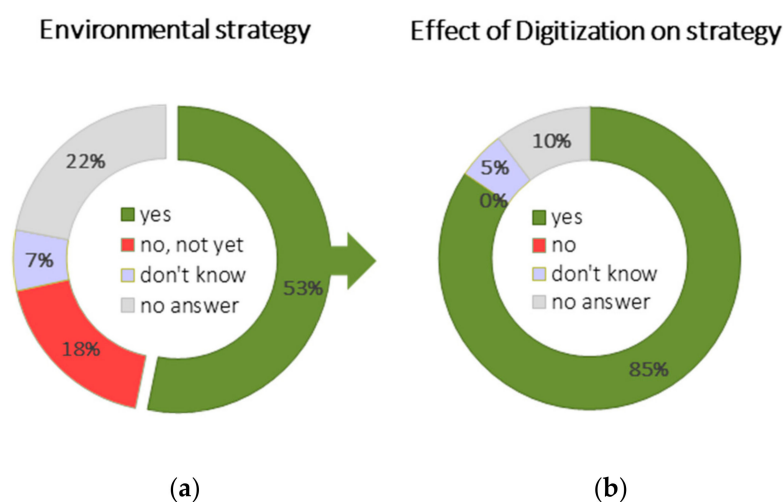 Environmental strategy
22%
7%
18%
53%
yes
no, not yet
don't know
no answer
(a)
Effect of Digitization on strategy
10%
5%
0%
85%
yes
no
don't know
no answer
(b)